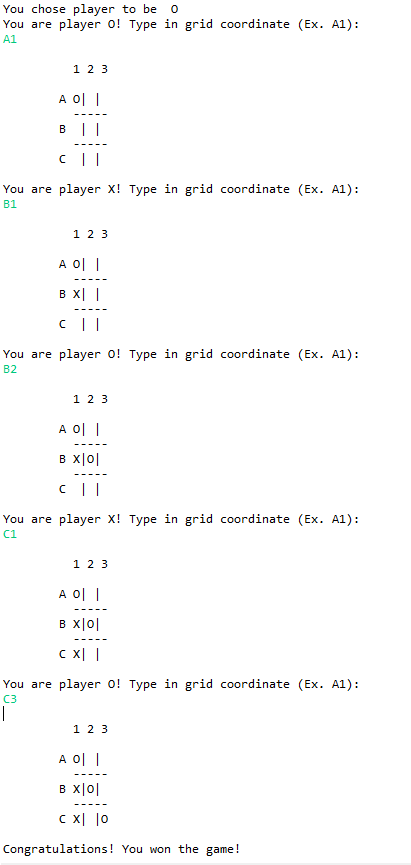 You chose player to be  O
You are player O! Type in grid coordinate (Ex. A1):
A1
          1 2 3
        A O| |
          -----
        B  | |
          -----
        C  | |
You are player X! Type in grid coordinate (Ex. A1):
B1
          1 2 3
        A O| |
          -----
        B X| |
          -----
        C  | |
You are player O! Type in grid coordinate (Ex. A1):
B2
          1 2 3
        A O| |
          -----
        B X|O|
          -----
        C  | |
You are player X! Type in grid coordinate (Ex. A1):
C1
          1 2 3
        A O| |
          -----
        B X|O|
          -----
        C X| |
You are player O! Type in grid coordinate (Ex. A1):
C3
          1 2 3
        A O| |
          -----
        B X|O|
          -----
        C X| |O
Congratulations! You won the game!